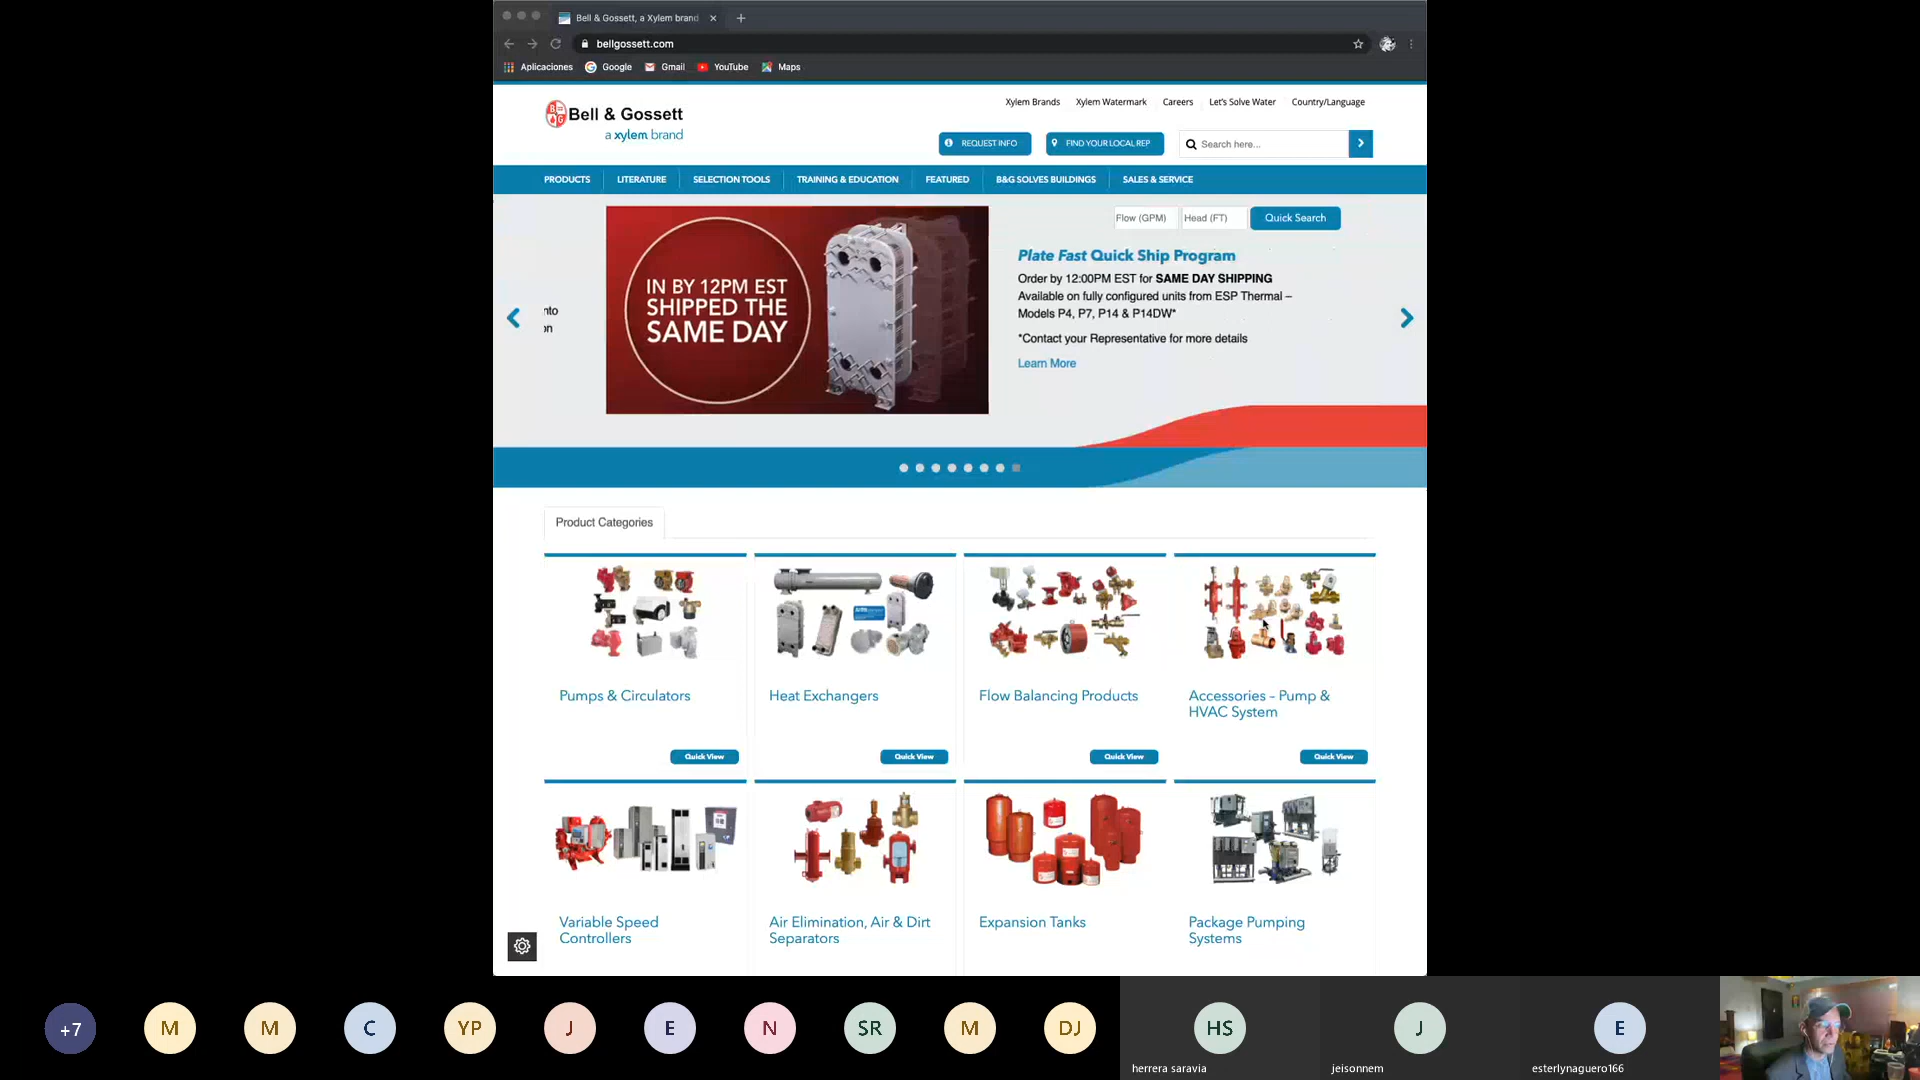 Bell & Gossett, a Xylem brand
bellgossett.com
Aplicaciones Google Gmail YouTube Maps
Xylem Brands Xylem Watermark Careers Let's Solve Water Country/Language
Bell & Gossett
a xylem brand
REQUEST INFO FIND YOUR LOCAL REP Search here...
PRODUCTS LITERATURE SELECTION TOOLS TRAINING & EDUCATION FEATURED B&G SOLVES BUILDINGS SALES & SERVICE
Flow (GPM) Head (FT) Quick Search
nto
on
IN BY 12PM EST
SHIPPED THE
SAME DAY
Plate Fast Quick Ship Program
Order by 12:00PM EST for SAME DAY SHIPPING
Available on fully configured units from ESP Thermal –
Models P4, P7, P14 & P14DW*
*Contact your Representative for more details
Learn More
Product Categories
Pumps & Circulators
Quick View
Heat Exchangers
Quick View
Flow Balancing Products
Quick View
Accessories – Pump &
HVAC System
Quick View
Variable Speed
Controllers
Air Elimination, Air & Dirt
Separators
Expansion Tanks
Package Pumping
Systems
+7 M M C YP J E N SR M DJ HS J E
herrera saravia jeisonnem esterlynaguero166